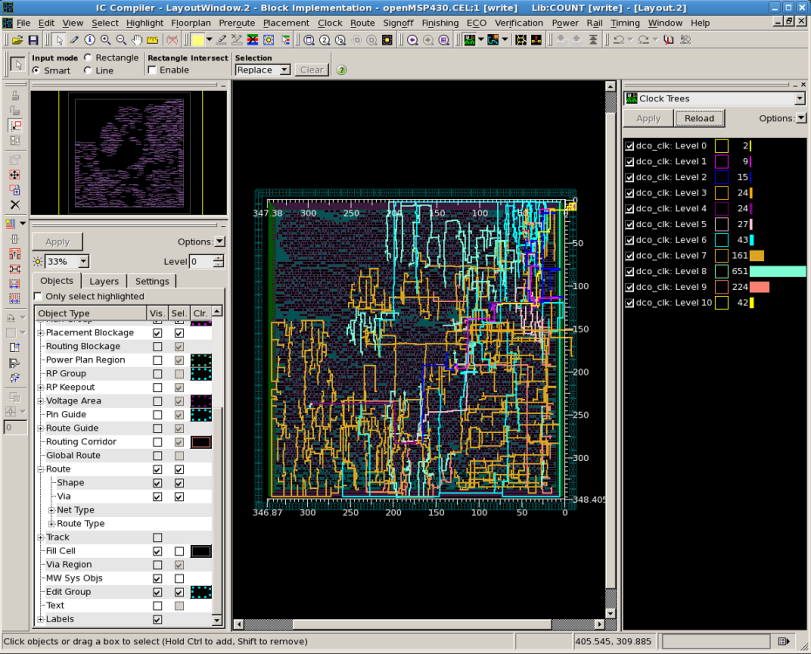 IC Compiler - LayoutWindow.2 - Block Implementation - openMSP430.CEL;1 [write] Lib:COUNT [write] - [Layout.2]
File Edit View Select Highlight Floorplan Preroute Placement Clock Route Signoff Finishing ECO Verification Power Rail Timing Window Help
Input mode
Smart
Rectangle
Line
Rectangle Intersect
Enable
Selection
Replace
Clear
Apply
Options:
33%
Level 0
Objects Layers Settings
Only select highlighted
Object Type Vis. Sel. Clr.
Placement Blockage
Routing Blockage
Power Plan Region
RP Group
RP Keepout
Voltage Area
Pin Guide
Route Guide
Routing Corridor
Global Route
Route
Shape
Via
Net Type
Route Type
Track
Fill Cell
Via Region
MW Sys Objs
Edit Group
Text
Labels
0
347.38 300 250 200 150 100 50 0
50
100
150
200
250
300
348.405
346.87 300 250 200 150 100 50 0
Clock Trees
Apply Reload Options:
dco_clk: Level 0 2
dco_clk: Level 1 9
dco_clk: Level 2 15
dco_clk: Level 3 24
dco_clk: Level 4 24
dco_clk: Level 5 27
dco_clk: Level 6 43
dco_clk: Level 7 161
dco_clk: Level 8 651
dco_clk: Level 9 224
dco_clk: Level 10 42
Click objects or drag a box to select (Hold Ctrl to add, Shift to remove)
405.545, 309.885